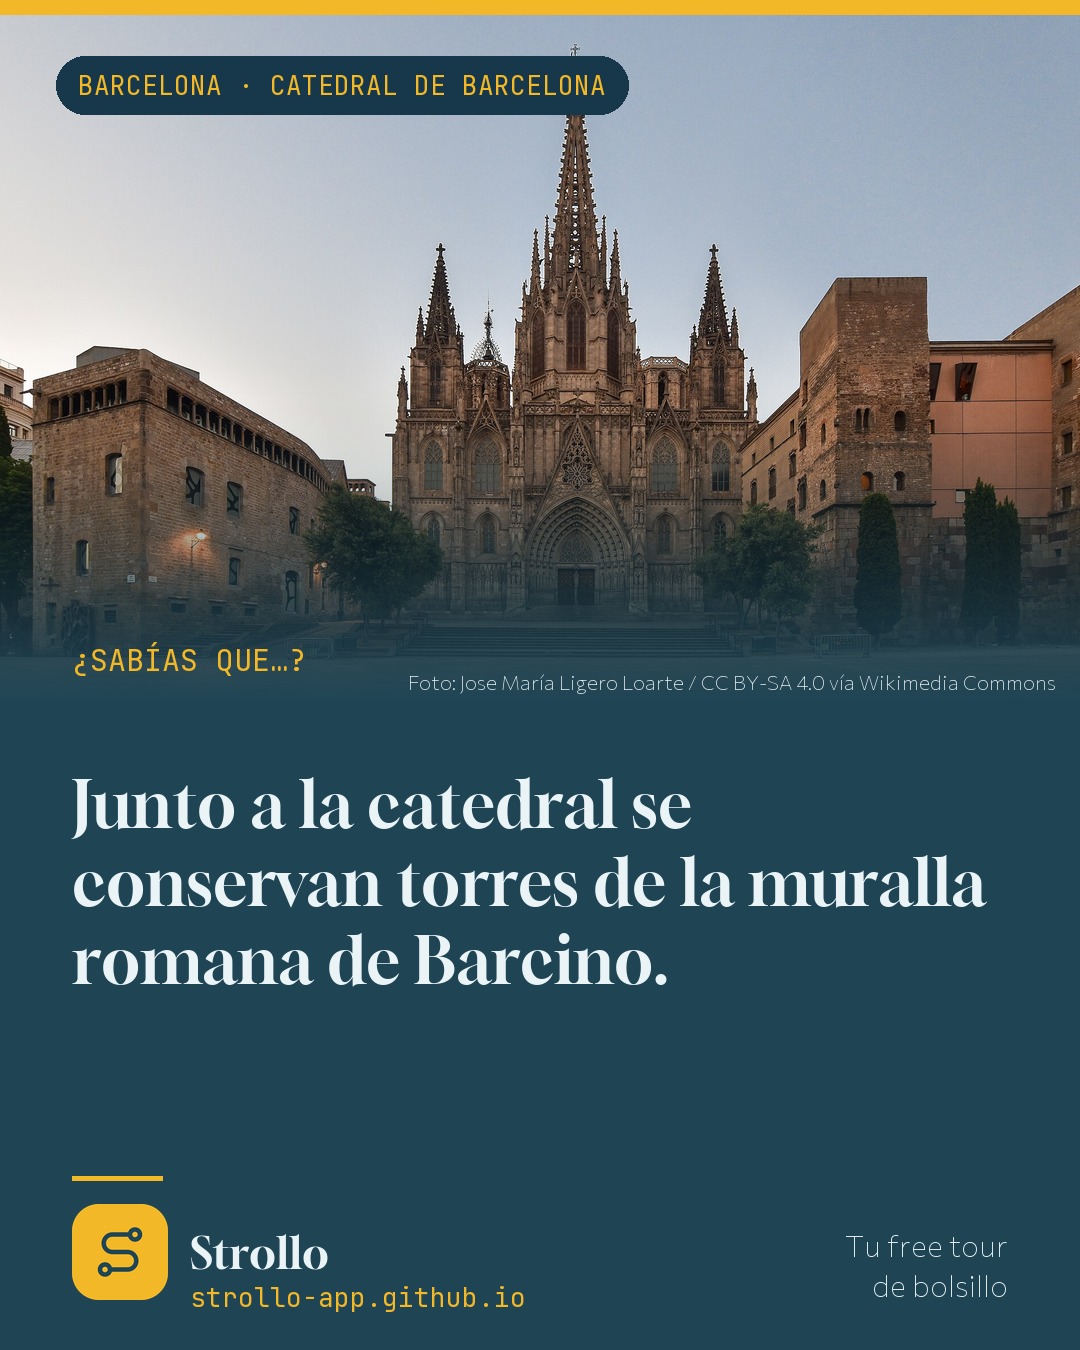 BARCELONA · CATEDRAL DE BARCELONA
¿SABÍAS QUE…?
Foto: Jose María Ligero Loarte / CC BY-SA 4.0 vía Wikimedia Commons
Junto a la catedral se
conservan torres de la muralla
romana de Barcino.
Strollo
strollo-app.github.io
Tu free tour
de bolsillo